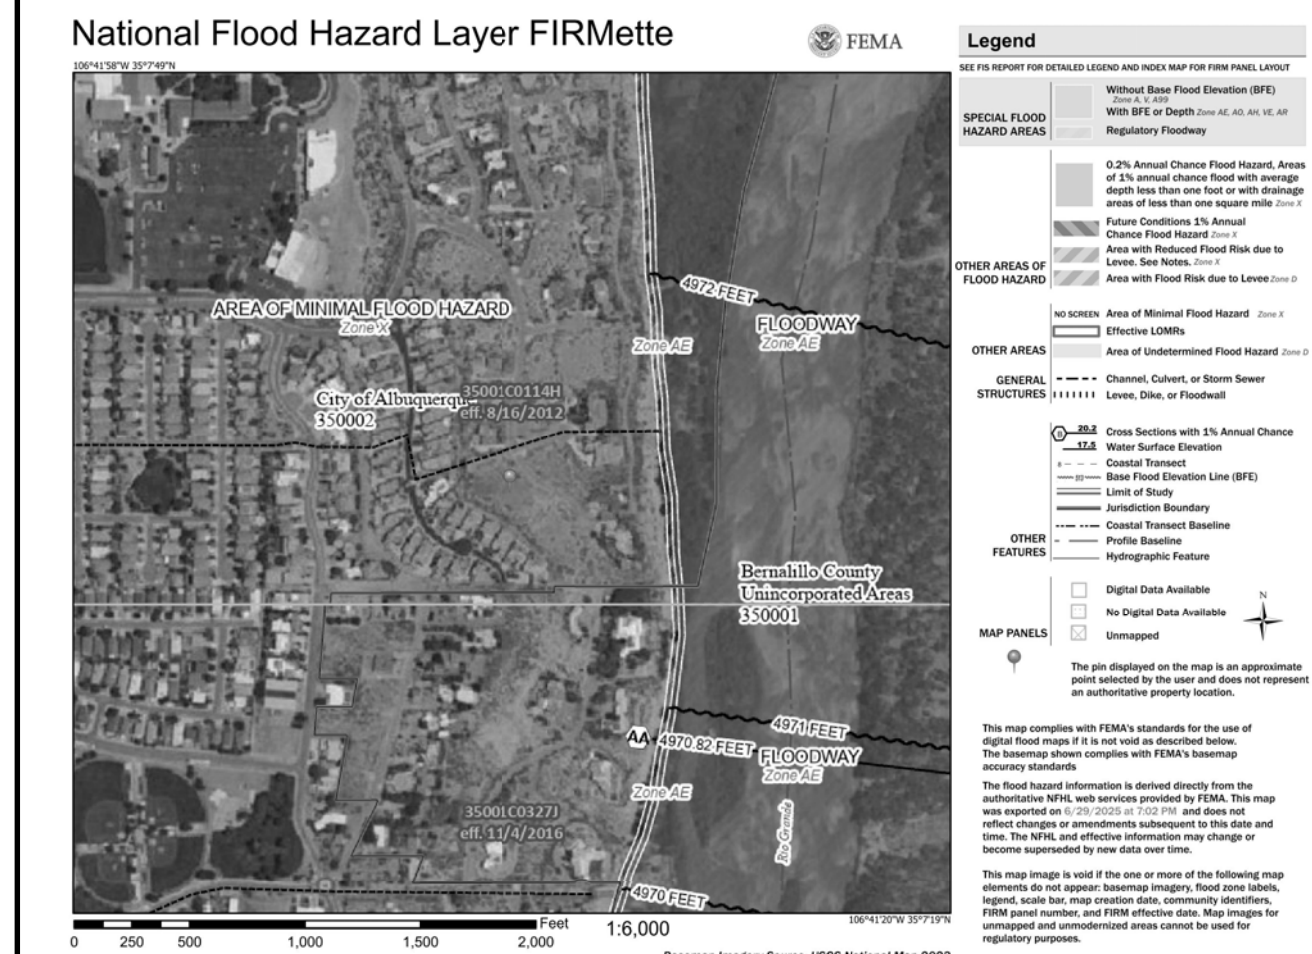 National Flood Hazard Layer FIRMette
FEMA
106°41'58"W 35°7'49"N
AREA OF MINIMAL FLOOD HAZARD
Zone X
City of Albuquerque
350002
35001C0114H
eff. 8/16/2012
4972 FEET
FLOODWAY
Zone AE
Zone AE
Bernalillo County
Unincorporated Areas
350001
4971 FEET
AA
4970.82 FEET
FLOODWAY
Zone AE
Zone AE
35001C0327J
eff. 11/4/2016
Rio Grande
4970 FEET
Feet
1:6,000
106°41'20"W 35°7'19"N
0 250 500 1,000 1,500 2,000
Basemap Imagery Source: USGS National Map 2023
Legend
SEE FIS REPORT FOR DETAILED LEGEND AND INDEX MAP FOR FIRM PANEL LAYOUT
SPECIAL FLOOD
HAZARD AREAS
Without Base Flood Elevation (BFE)
Zone A, V, A99
With BFE or Depth Zone AE, AO, AH, VE, AR
Regulatory Floodway
0.2% Annual Chance Flood Hazard, Areas
of 1% annual chance flood with average
depth less than one foot or with drainage
areas of less than one square mile Zone X
Future Conditions 1% Annual
Chance Flood Hazard Zone X
OTHER AREAS OF
FLOOD HAZARD
Area with Reduced Flood Risk due to
Levee. See Notes. Zone X
Area with Flood Risk due to Levee Zone D
NO SCREEN Area of Minimal Flood Hazard Zone X
Effective LOMRs
OTHER AREAS
Area of Undetermined Flood Hazard Zone D
GENERAL
STRUCTURES
Channel, Culvert, or Storm Sewer
Levee, Dike, or Floodwall
B 20.2 Cross Sections with 1% Annual Chance
17.5 Water Surface Elevation
8 Coastal Transect
513 Base Flood Elevation Line (BFE)
Limit of Study
Jurisdiction Boundary
Coastal Transect Baseline
OTHER
FEATURES
Profile Baseline
Hydrographic Feature
Digital Data Available
No Digital Data Available
MAP PANELS
Unmapped
N
The pin displayed on the map is an approximate
point selected by the user and does not represent
an authoritative property location.
This map complies with FEMA's standards for the use of
digital flood maps if it is not void as described below.
The basemap shown complies with FEMA's basemap
accuracy standards
The flood hazard information is derived directly from the
authoritative NFHL web services provided by FEMA. This map
was exported on 6/29/2025 at 7:02 PM and does not
reflect changes or amendments subsequent to this date and
time. The NFHL and effective information may change or
become superseded by new data over time.
This map image is void if the one or more of the following map
elements do not appear: basemap imagery, flood zone labels,
legend, scale bar, map creation date, community identifiers,
FIRM panel number, and FIRM effective date. Map images for
unmapped and unmodernized areas cannot be used for
regulatory purposes.